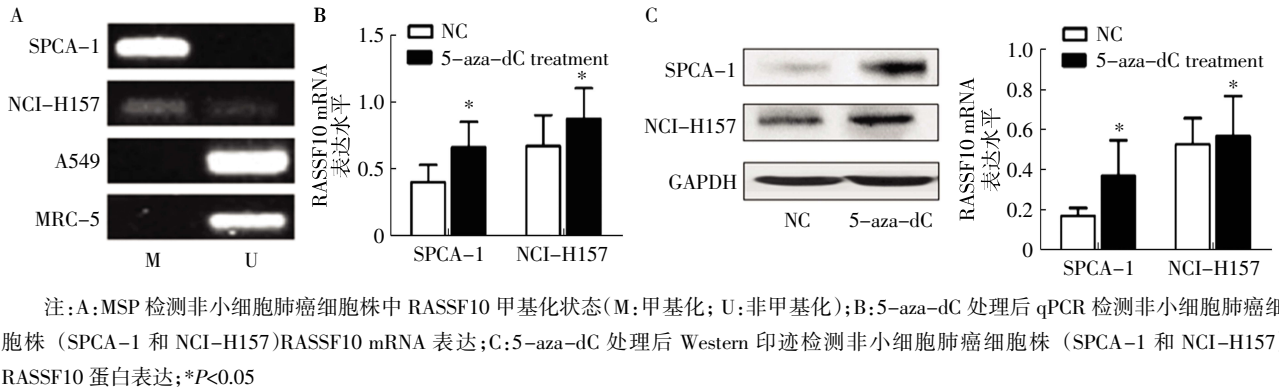 A
SPCA-1
NCI-H157
A549
MRC-5
M U
B
RASSF10 mRNA
表达水平
1.5
1.0
0.5
0
NC
5-aza-dC treatment
*
*
SPCA-1 NCI-H157
C
SPCA-1
NCI-H157
GAPDH
NC 5-aza-dC
RASSF10 mRNA
表达水平
1.0
0.8
0.6
0.4
0.2
0
NC
5-aza-dC treatment
*
*
SPCA-1 NCI-H157
注:A:MSP 检测非小细胞肺癌细胞株中 RASSF10 甲基化状态(M:甲基化; U:非甲基化);B:5-aza-dC 处理后 qPCR 检测非小细胞肺癌细
胞株 (SPCA-1 和 NCI-H157)RASSF10 mRNA 表达;C:5-aza-dC 处理后 Western 印迹检测非小细胞肺癌细胞株 (SPCA-1 和 NCI-H157
RASSF10 蛋白表达;*P<0.05